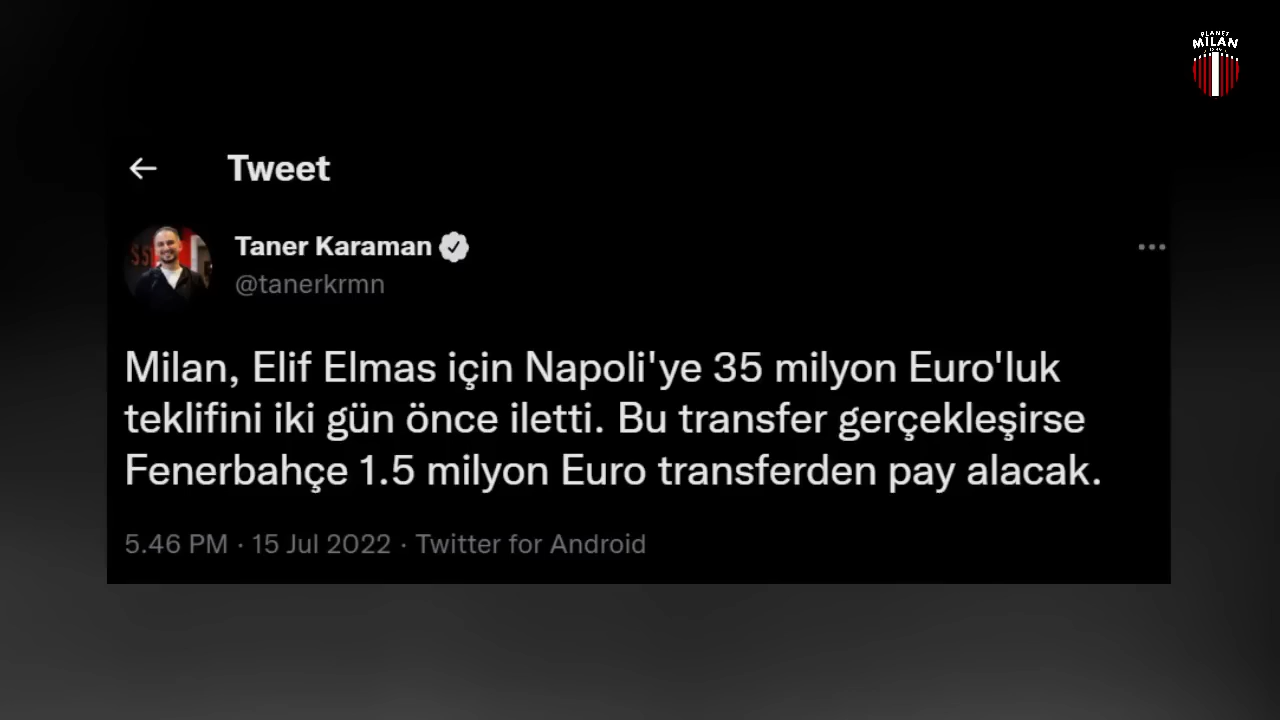 PLANET
MILAN
Tweet
Taner Karaman
@tanerkrmn
Milan, Elif Elmas için Napoli'ye 35 milyon Euro'luk
teklifini iki gün önce iletti. Bu transfer gerçekleşirse
Fenerbahçe 1.5 milyon Euro transferden pay alacak.
5.46 PM · 15 Jul 2022 · Twitter for Android